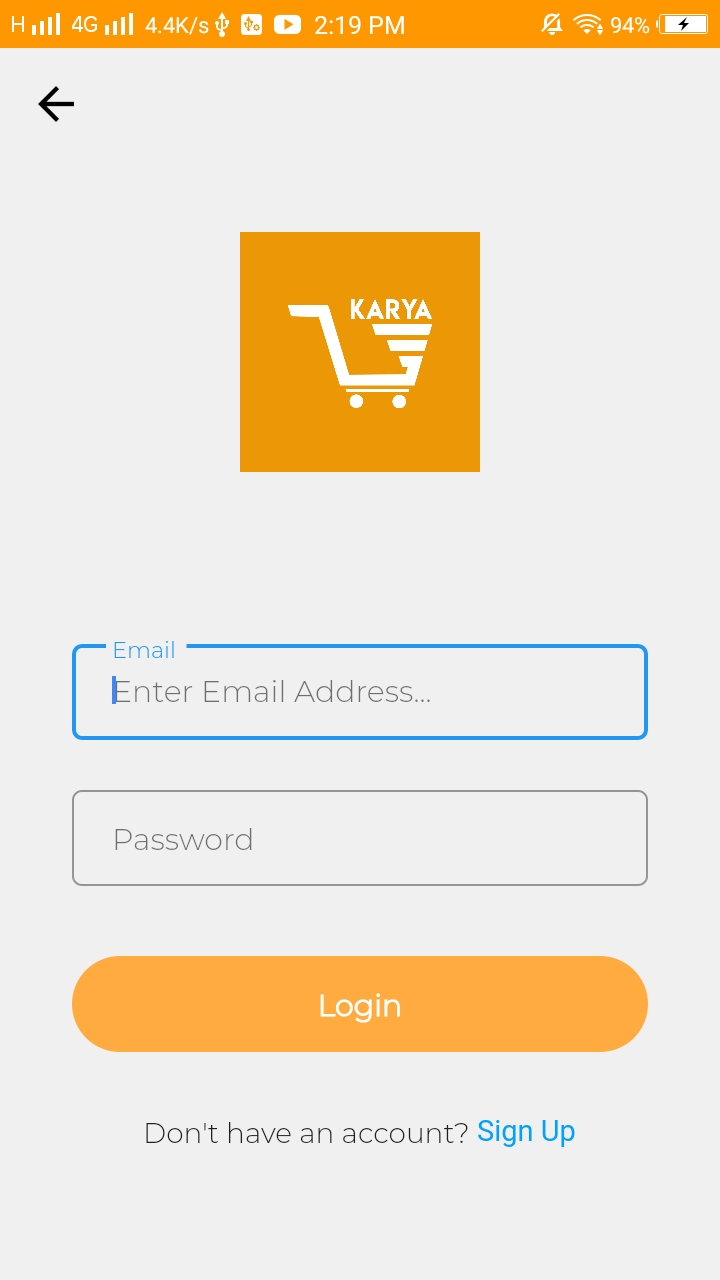 H 4G 4.4K/s 2:19 PM 94%
KARYA
Email
Enter Email Address...
Password
Login
Don't have an account? Sign Up